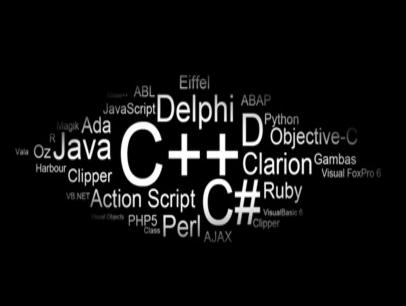 Eiffel
ABL
ABAP
JavaScript
Delphi
Python
Magik
Ada
D
Objective-C
R
C++
Vala
Oz
Java
Clarion
Gambas
Harbour
Clipper
Visual FoxPro 6
VB.NET
Action Script
C#
Ruby
Visual Objects
PHP5
VisualBasic 6
Class
Perl
Clipper
AJAX